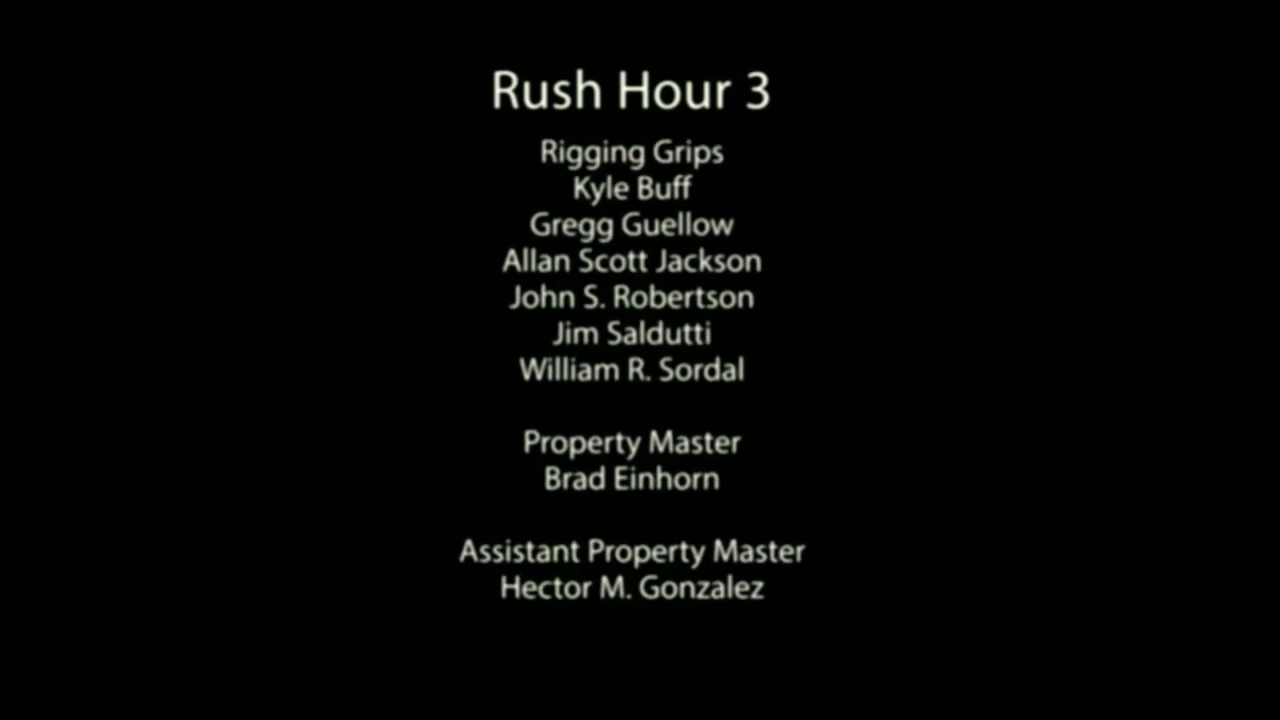 Rush Hour 3
Rigging Grips
Kyle Buff
Gregg Guellow
Allan Scott Jackson
John S. Robertson
Jim Saldutti
William R. Sordal
Property Master
Brad Einhorn
Assistant Property Master
Hector M. Gonzalez